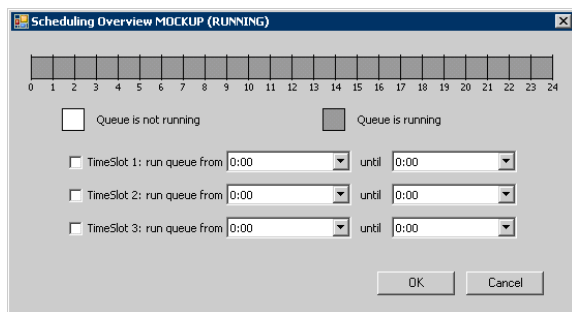 Scheduling Overview MOCKUP (RUNNING)
0 1 2 3 4 5 6 7 8 9 10 11 12 13 14 15 16 17 18 19 20 21 22 23 24
Queue is not running Queue is running
TimeSlot 1: run queue from 0:00 until 0:00
TimeSlot 2: run queue from 0:00 until 0:00
TimeSlot 3: run queue from 0:00 until 0:00
OK Cancel